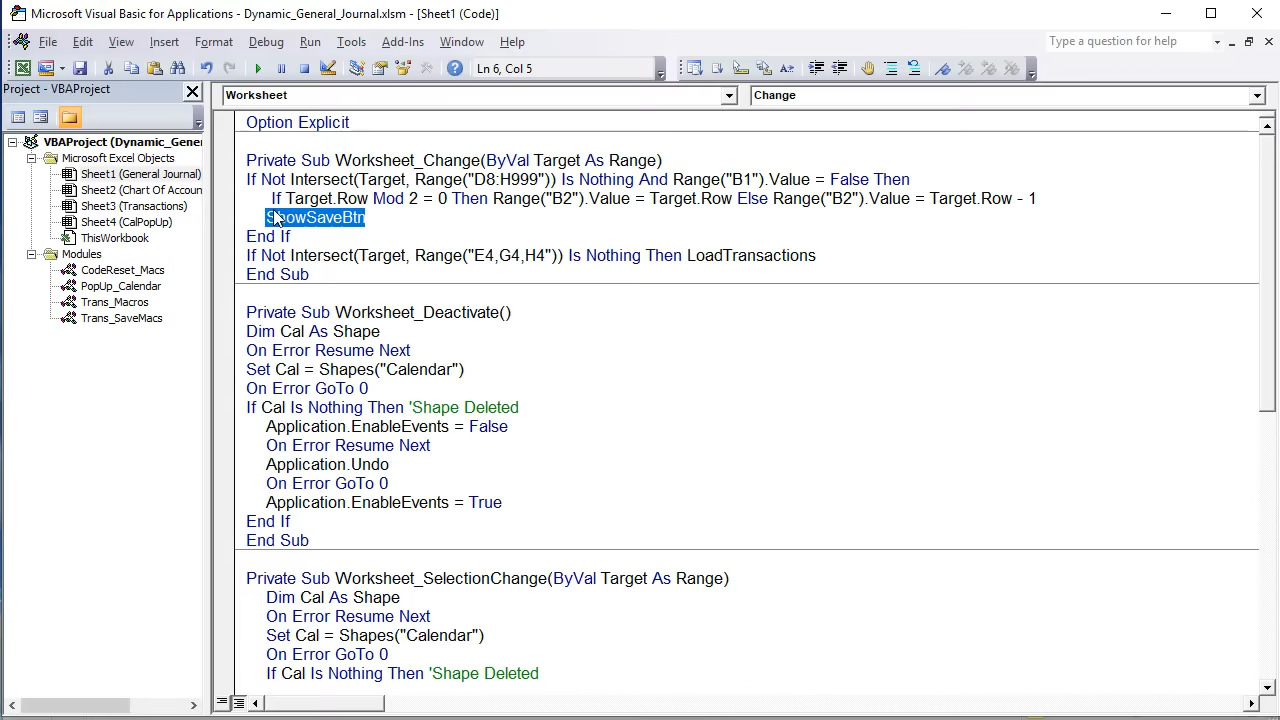 Microsoft Visual Basic for Applications - Dynamic_General_Journal.xlsm - [Sheet1 (Code)]
File Edit View Insert Format Debug Run Tools Add-Ins Window Help
Type a question for help
Ln 6, Col 5
Project - VBAProject
Worksheet
Change
VBAProject (Dynamic_Gene
Microsoft Excel Objects
Sheet1 (General Journal)
Sheet2 (Chart Of Accoun
Sheet3 (Transactions)
Sheet4 (CalPopUp)
ThisWorkbook
Modules
CodeReset_Macs
PopUp_Calendar
Trans_Macros
Trans_SaveMacs
Option Explicit
Private Sub Worksheet_Change(ByVal Target As Range)
If Not Intersect(Target, Range("D8:H999")) Is Nothing And Range("B1").Value = False Then
If Target.Row Mod 2 = 0 Then Range("B2").Value = Target.Row Else Range("B2").Value = Target.Row - 1
ShowSaveBtn
End If
If Not Intersect(Target, Range("E4,G4,H4")) Is Nothing Then LoadTransactions
End Sub
Private Sub Worksheet_Deactivate()
Dim Cal As Shape
On Error Resume Next
Set Cal = Shapes("Calendar")
On Error GoTo 0
If Cal Is Nothing Then 'Shape Deleted
Application.EnableEvents = False
On Error Resume Next
Application.Undo
On Error GoTo 0
Application.EnableEvents = True
End If
End Sub
Private Sub Worksheet_SelectionChange(ByVal Target As Range)
Dim Cal As Shape
On Error Resume Next
Set Cal = Shapes("Calendar")
On Error GoTo 0
If Cal Is Nothing Then 'Shape Deleted